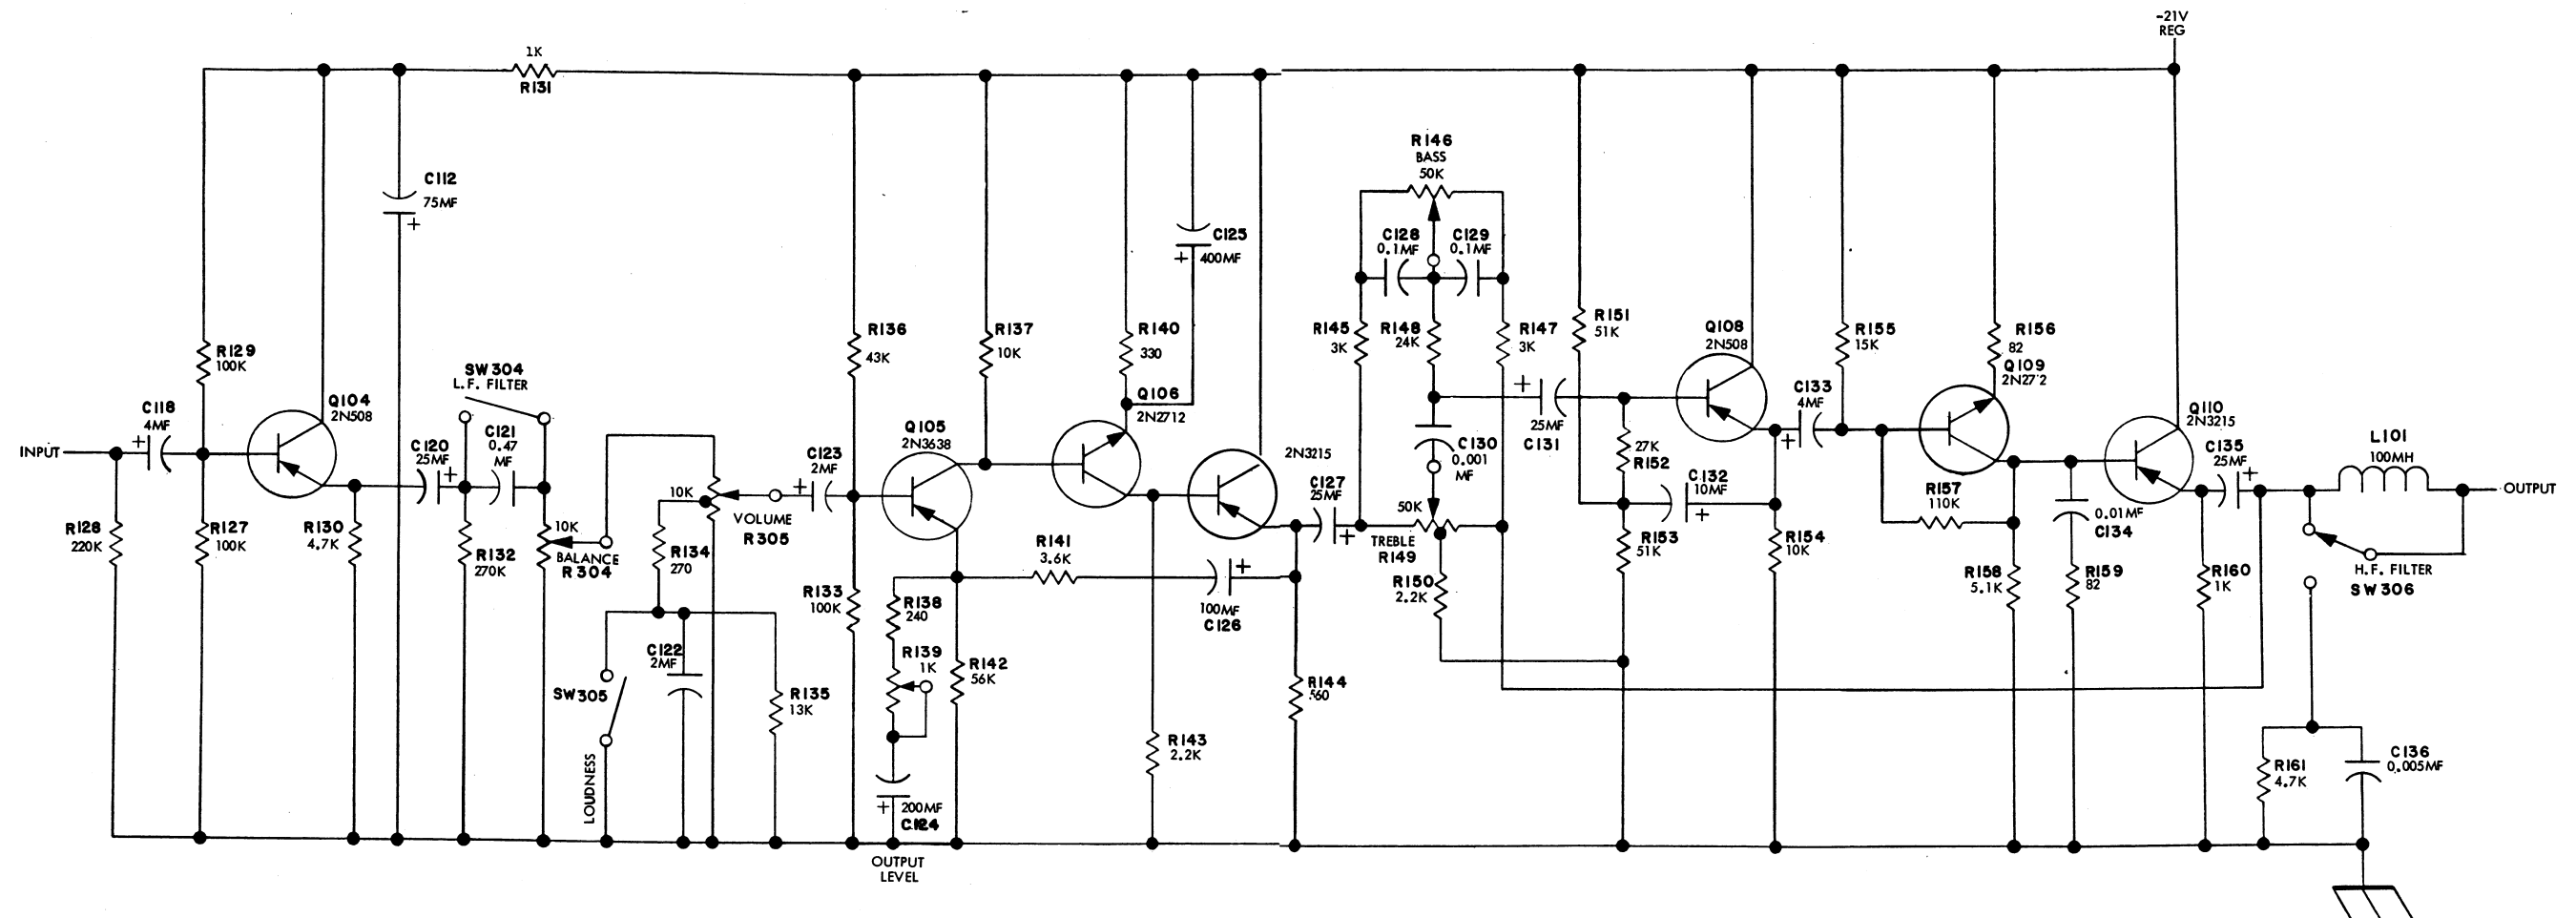 -21V
REG
1K
R131
R146
BASS
50K
C112
75MF
+
C125
+ 400MF
C128
0.1MF
C129
0.1MF
R129
100K
SW304
L.F. FILTER
R136
43K
R137
10K
R140
330
R145
3K
R148
24K
R147
3K
R151
51K
Q108
2N508
R155
15K
R156
82
Q109
C118
4MF
+
Q104
2N508
C120
25MF
+
C121
0.47
MF
Q105
2N3638
Q106
2N2712
2N3215
+
25MF
C131
27K
R152
C133
4MF
+
Q110
2N3215
INPUT
C123
2MF
+
10K
VOLUME
R305
C127
25MF
+
C130
0.001
MF
50K
TREBLE
R149
C132
10MF
+
R157
110K
0.01MF
C134
C135
25MF
+
L101
100MH
OUTPUT
R128
220K
R127
100K
R130
4.7K
R132
270K
10K
BALANCE
R304
R134
270
R133
100K
R141
3.6K
+
100MF
C126
R150
2.2K
R153
51K
R154
10K
R158
5.1K
R159
82
R160
1K
H.F. FILTER
SW306
R138
240
R139
1K
R142
56K
SW305
C122
2MF
R135
13K
R144
560
R143
2.2K
LOUDNESS
+ 200MF
C124
R161
4.7K
C136
0.005MF
OUTPUT
LEVEL